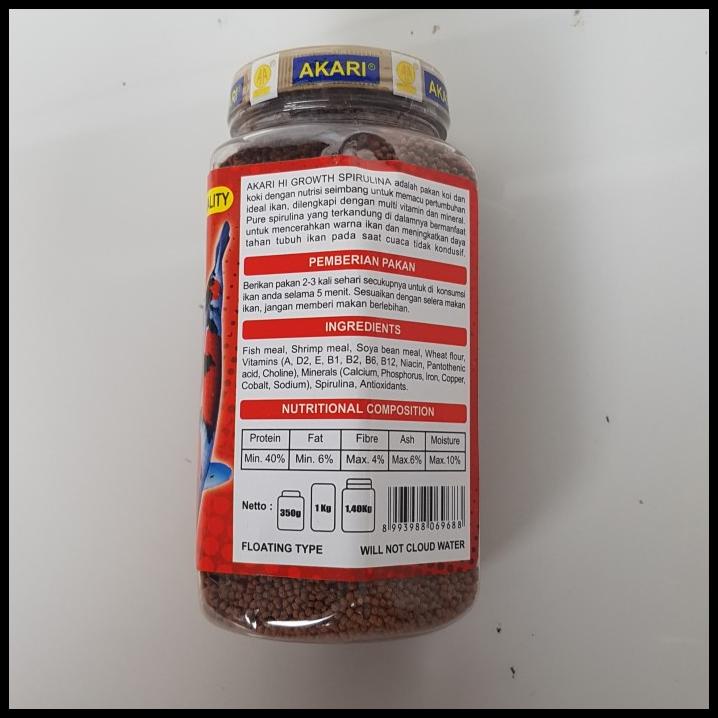 AKARI®
AKA
ALITY
AKARI HI GROWTH SPIRULINA adalah pakan koi dan
koki dengan nutrisi seimbang untuk memacu pertumbuhan
ideal ikan, dilengkapi dengan multi vitamin dan mineral.
Pure spirulina yang terkandung di dalamnya bermanfaat
untuk mencerahkan warna ikan dan meningkatkan daya
tahan tubuh ikan pada saat cuaca tidak kondusif.
PEMBERIAN PAKAN
Berikan pakan 2-3 kali sehari secukupnya untuk di konsumsi
ikan anda selama 5 menit. Sesuaikan dengan selera makan
ikan, jangan memberi makan berlebihan.
INGREDIENTS
Fish meal, Shrimp meal, Soya bean meal, Wheat flour,
Vitamins (A, D2, E, B1, B2, B6, B12, Niacin, Pantothenic
acid, Choline), Minerals (Calcium, Phosphorus, Iron, Copper,
Cobalt, Sodium), Spirulina, Antioxidants.
NUTRITIONAL COMPOSITION
Protein Fat Fibre Ash Moisture
Min. 40% Min. 6% Max. 4% Max.6% Max.10%
Netto : 350g 1 Kg 1,40Kg
8 993988 069688
FLOATING TYPE WILL NOT CLOUD WATER